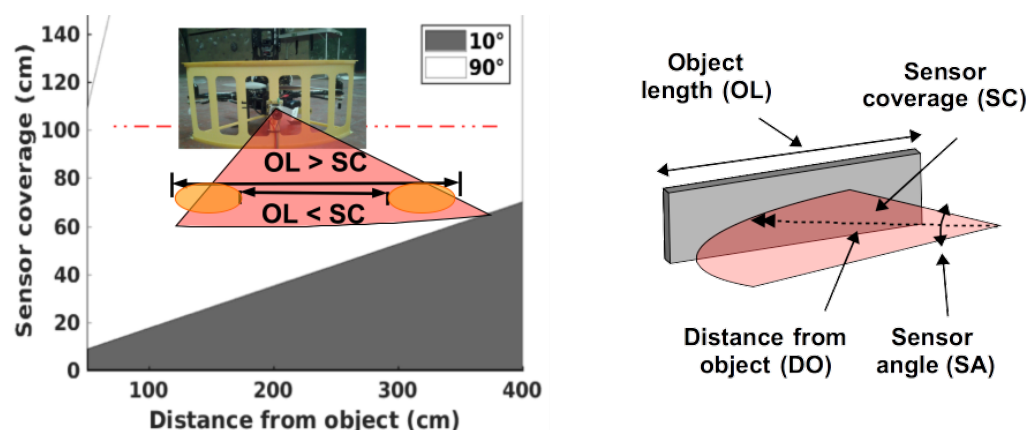 140
120
100
80
60
40
20
0
Sensor coverage (cm)
10°
90°
OL > SC
OL < SC
100
200
300
400
Distance from object (cm)
Object
length (OL)
Sensor
coverage (SC)
Distance from
object (DO)
Sensor
angle (SA)